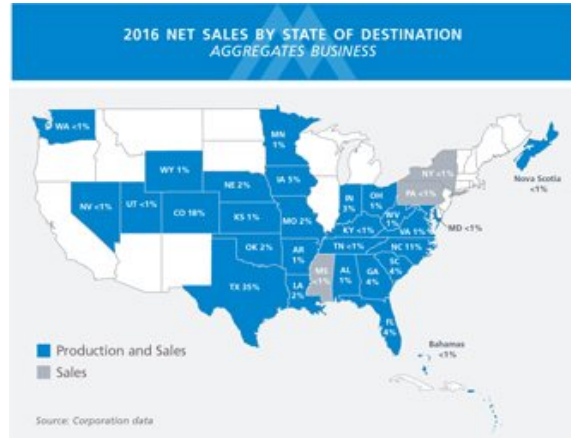 2016 NET SALES BY STATE OF DESTINATION
AGGREGATES BUSINESS
WA <1%
MN
1%
WY 1%
IA 5%
NE 2%
NV <1%
UT <1%
CO 18%
KS 1%
MO 2%
IN
3%
OH
WV
1%
VA 1%
KY <1%
NY <1%
PA <1%
MD <1%
Nova Scotia
<1%
OK 2%
AR
1%
TN <1%
NC 11%
SC
4%
MS
<1%
AL
1%
GA
4%
TX 35%
LA
2%
FL
4%
Bahamas
<1%
Production and Sales
Sales
Source: Corporation data